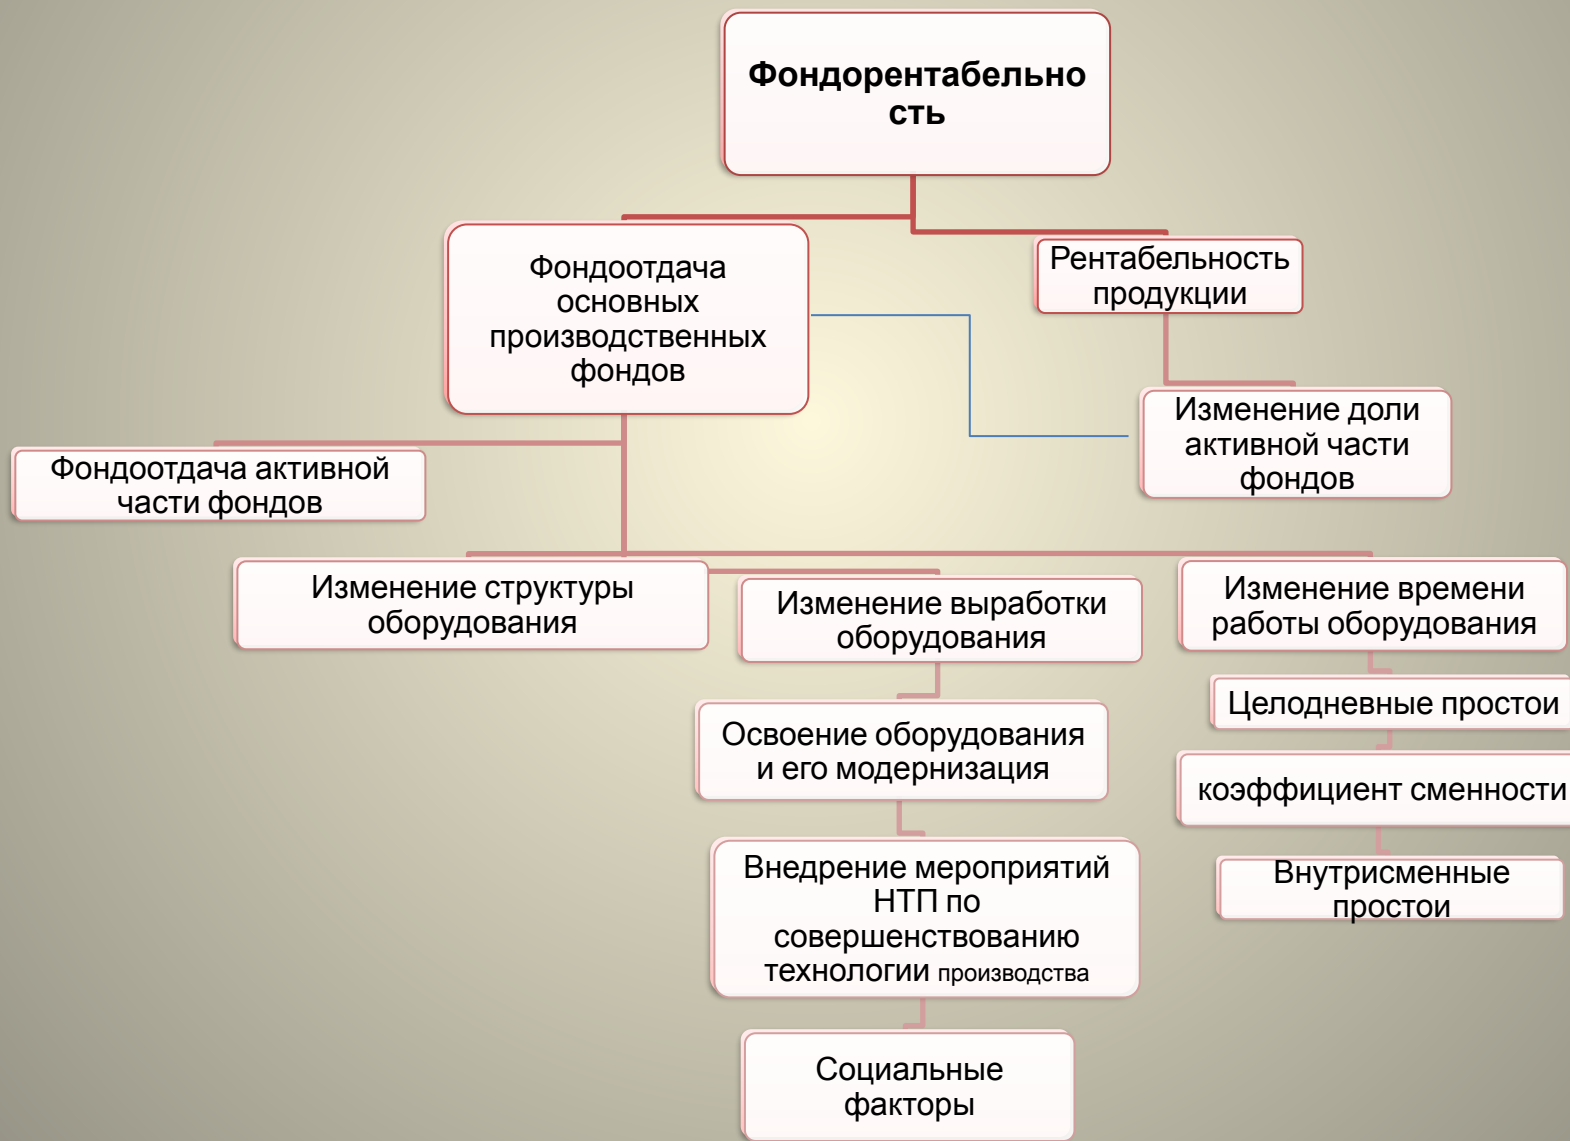 Фондорентабельно
сть
Фондоотдача
основных
производственных
фондов
Рентабельность
продукции
Изменение доли
активной части
фондов
Фондоотдача активной
части фондов
Изменение структуры
оборудования
Изменение выработки
оборудования
Изменение времени
работы оборудования
Целодневные простои
Освоение оборудования
и его модернизация
коэффициент сменности
Внедрение мероприятий
НТП по
совершенствованию
технологии производства
Внутрисменные
простои
Социальные
факторы